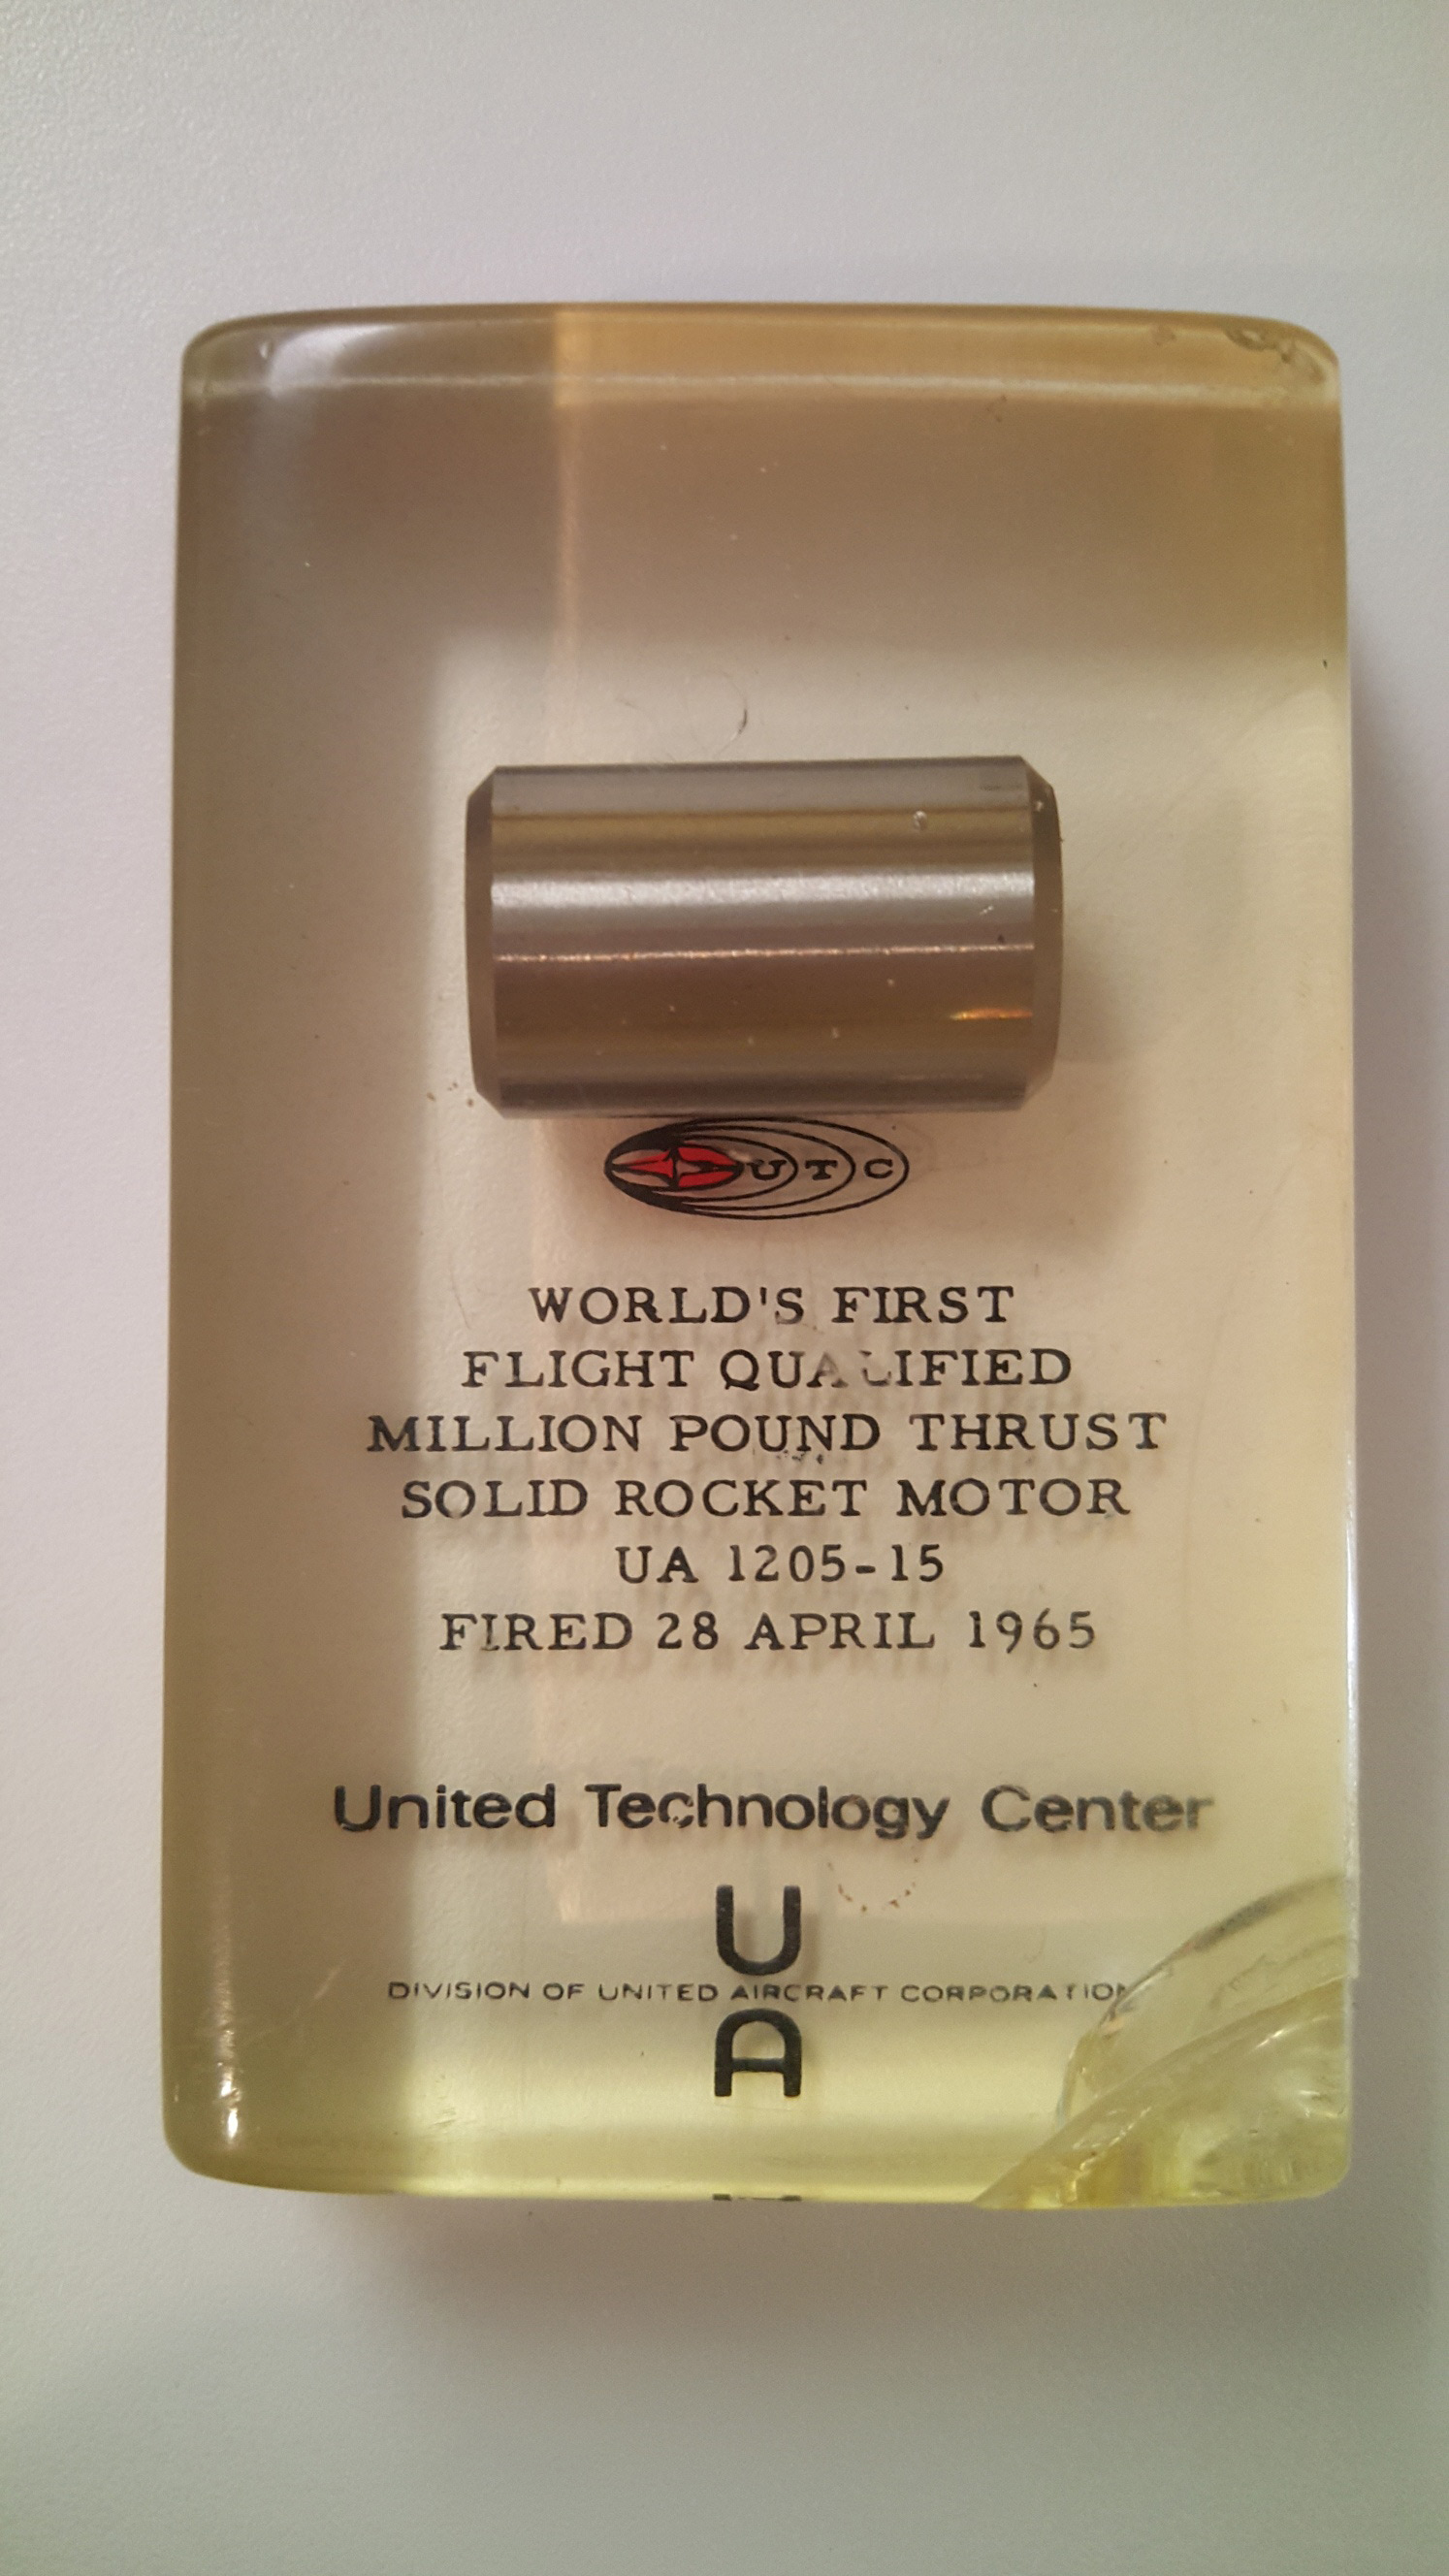 UTC
WORLD'S FIRST
FLIGHT QUALIFIED
MILLION POUND THRUST
SOLID ROCKET MOTOR
UA 1205-15
FIRED 28 APRIL 1965
United Technology Center
U
DIVISION OF UNITED AIRCRAFT CORPORATION
A